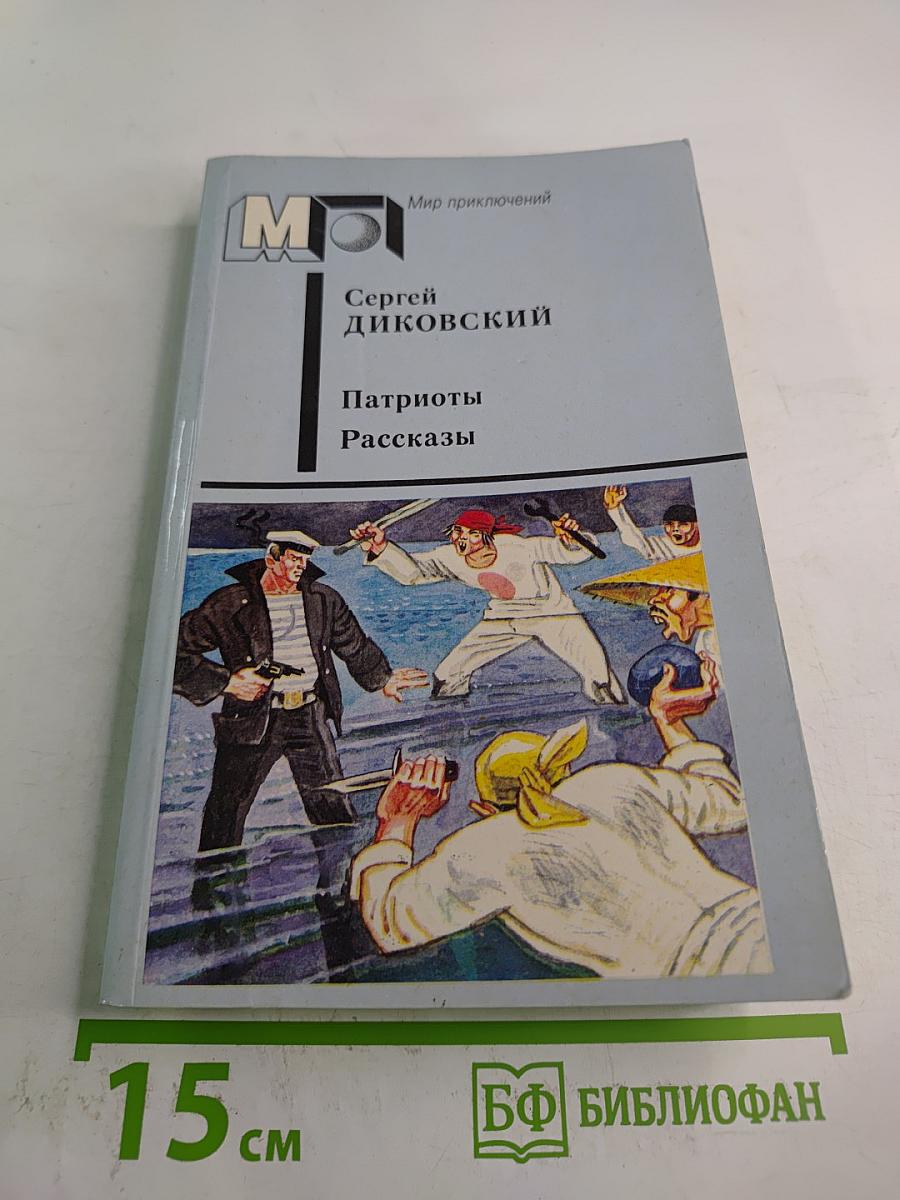 МП
Мир приключений
Сергей
ДИКОВСКИЙ
Патриоты
Рассказы
15 см
БФ БИБЛИОФАН